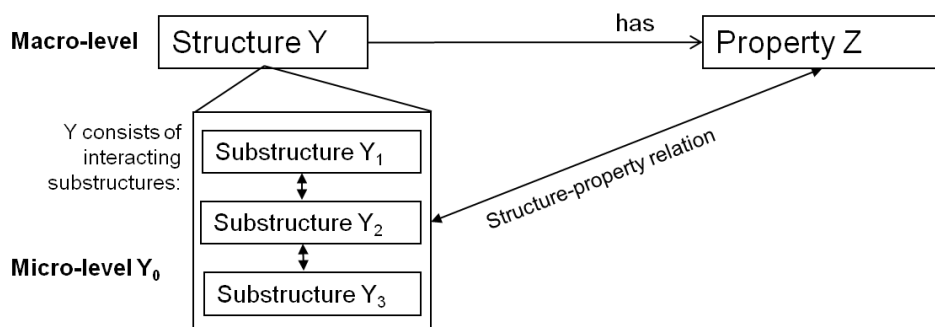 Macro-level
Structure Y
has
Property Z
Y consists of
interacting
substructures:
Substructure Y₁
Substructure Y₂
Substructure Y₃
Structure-property relation
Micro-level Y₀